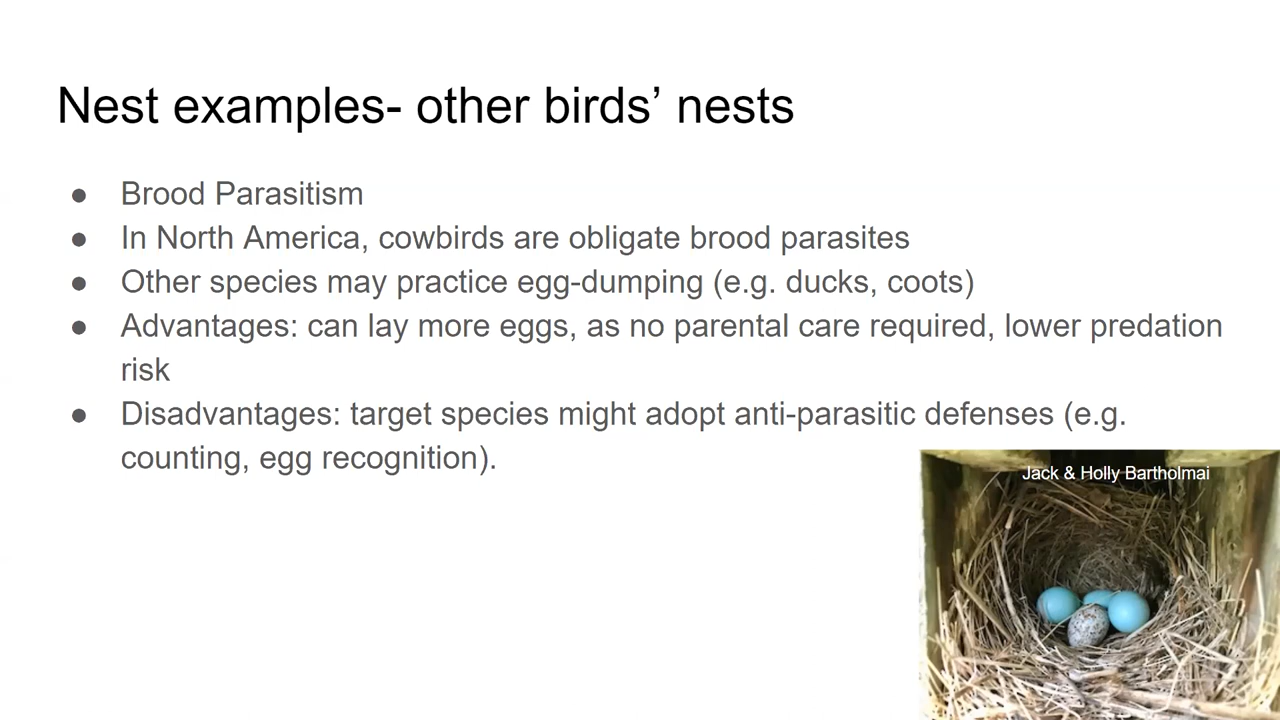 Nest examples- other birds’ nests
● Brood Parasitism
● In North America, cowbirds are obligate brood parasites
● Other species may practice egg-dumping (e.g. ducks, coots)
● Advantages: can lay more eggs, as no parental care required, lower predation
risk
● Disadvantages: target species might adopt anti-parasitic defenses (e.g.
counting, egg recognition).
Jack & Holly Bartholmai